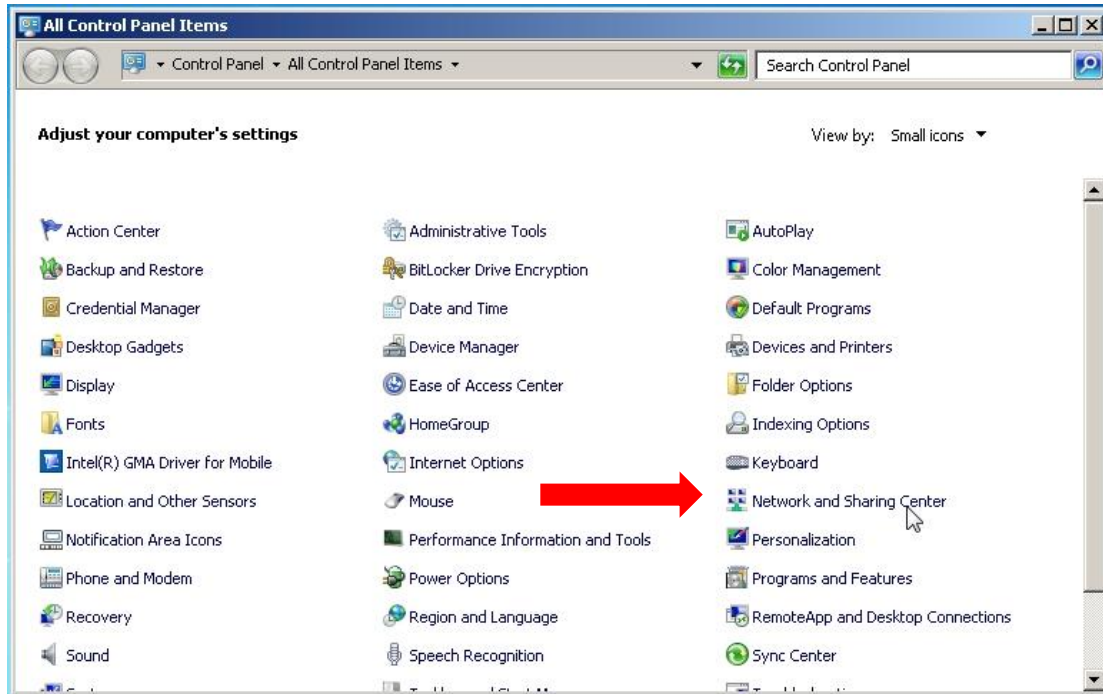 All Control Panel Items
Control Panel All Control Panel Items Search Control Panel
Adjust your computer's settings View by: Small icons
Action Center Administrative Tools AutoPlay
Backup and Restore BitLocker Drive Encryption Color Management
Credential Manager Date and Time Default Programs
Desktop Gadgets Device Manager Devices and Printers
Display Ease of Access Center Folder Options
Fonts HomeGroup Indexing Options
Intel(R) GMA Driver for Mobile Internet Options Keyboard
Location and Other Sensors Mouse Network and Sharing Center
Notification Area Icons Performance Information and Tools Personalization
Phone and Modem Power Options Programs and Features
Recovery Region and Language RemoteApp and Desktop Connections
Sound Speech Recognition Sync Center